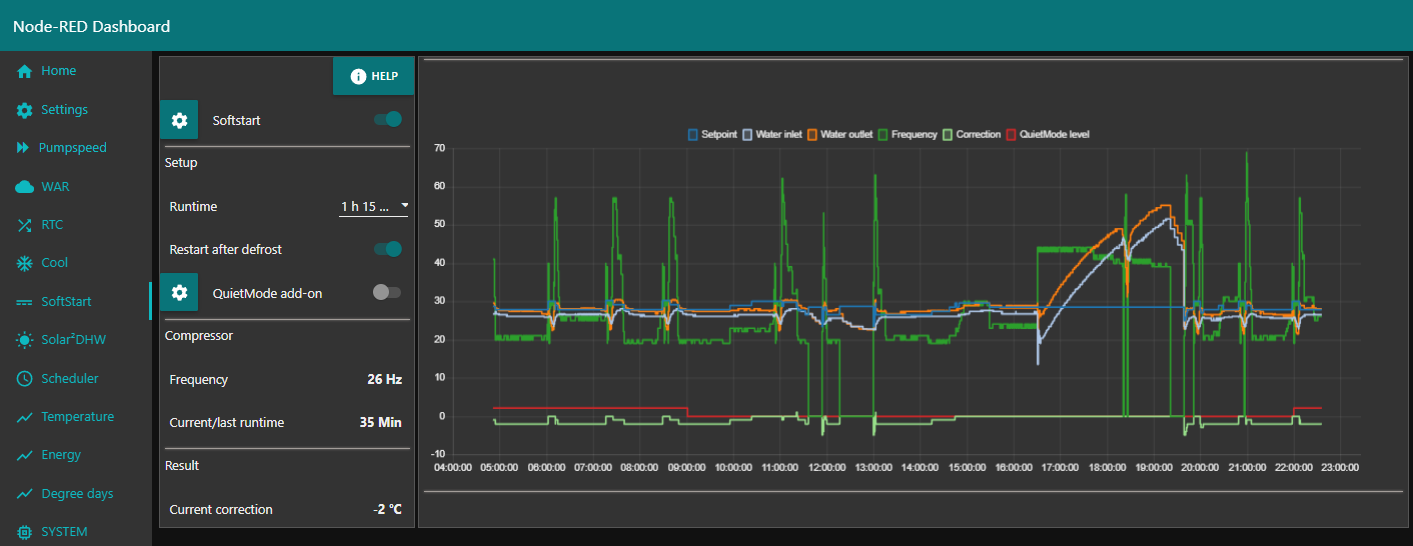 Node-RED Dashboard
Home
Settings
Pumpspeed
WAR
RTC
Cool
SoftStart
Solar²DHW
Scheduler
Temperature
Energy
Degree days
SYSTEM
HELP
Softstart
Setup
Runtime 1 h 15 ...
Restart after defrost
QuietMode add-on
Compressor
Frequency 26 Hz
Current/last runtime 35 Min
Result
Current correction -2 °C
Setpoint Water inlet Water outlet Frequency Correction QuietMode level
70
60
50
40
30
20
10
0
-10
04:00:00 05:00:00 06:00:00 07:00:00 08:00:00 09:00:00 10:00:00 11:00:00 12:00:00 13:00:00 14:00:00 15:00:00 16:00:00 17:00:00 18:00:00 19:00:00 20:00:00 21:00:00 22:00:00 23:00:00